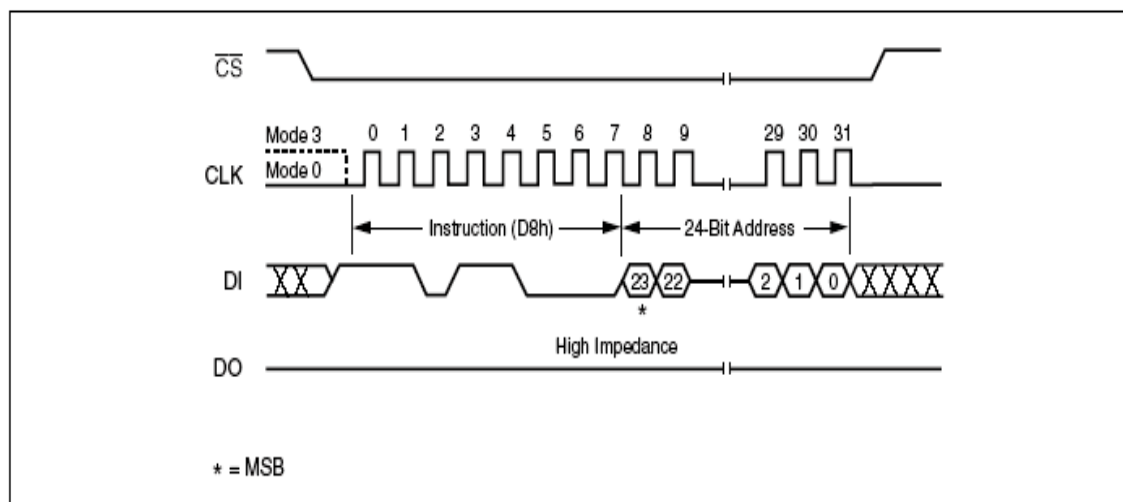 CS
Mode 3
0 1 2 3 4 5 6 7 8 9 29 30 31
CLK
Mode 0
Instruction (D8h)
24-Bit Address
DI
23 22 2 1 0
*
High Impedance
DO
* = MSB